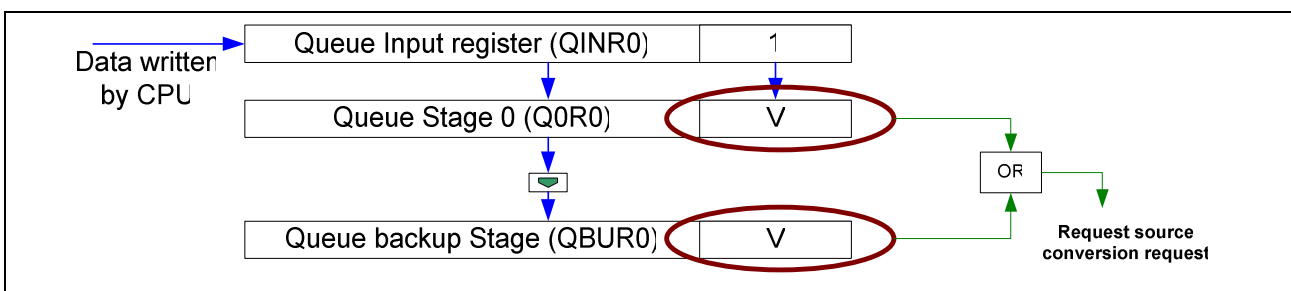 Queue Input register (QINR0) 1
Data written
by CPU
Queue Stage 0 (Q0R0) V
OR
Queue backup Stage (QBUR0) V
Request source
conversion request